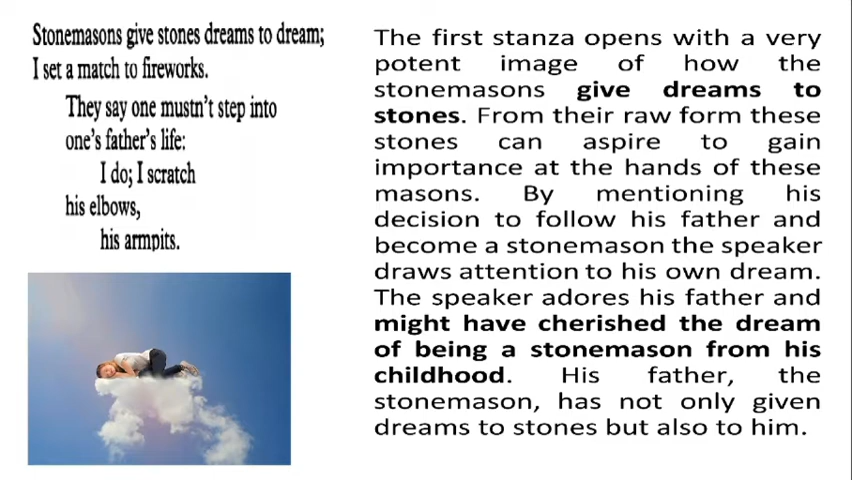 Stonemasons give stones dreams to dream;
I set a match to fireworks.
They say one mustn't step into
one's father's life:
I do; I scratch
his elbows,
his armpits.
The first stanza opens with a very
potent image of how the
stonemasons give dreams to
stones. From their raw form these
stones can aspire to gain
importance at the hands of these
masons. By mentioning his
decision to follow his father and
become a stonemason the speaker
draws attention to his own dream.
The speaker adores his father and
might have cherished the dream
of being a stonemason from his
childhood. His father, the
stonemason, has not only given
dreams to stones but also to him.